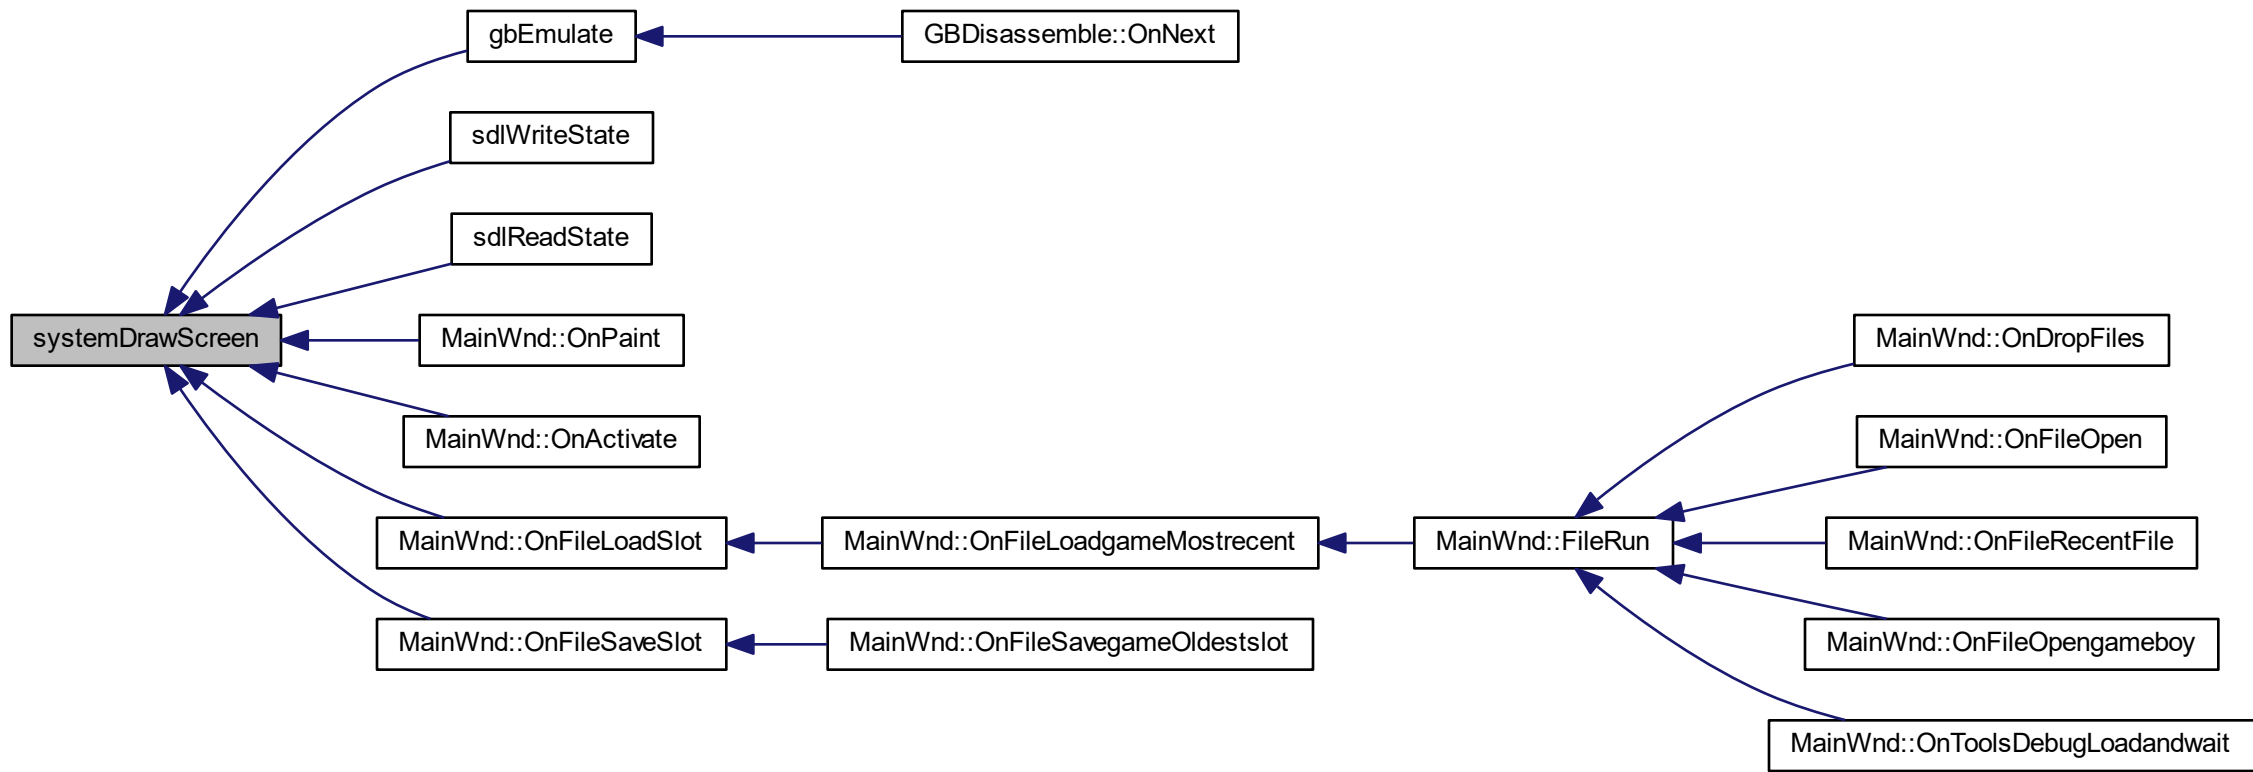 gbEmulate
GBDisassemble::OnNext
sdlWriteState
sdlReadState
systemDrawScreen
MainWnd::OnPaint
MainWnd::OnDropFiles
MainWnd::OnActivate
MainWnd::OnFileOpen
MainWnd::OnFileLoadSlot
MainWnd::OnFileLoadgameMostrecent
MainWnd::FileRun
MainWnd::OnFileRecentFile
MainWnd::OnFileSaveSlot
MainWnd::OnFileSavegameOldestslot
MainWnd::OnFileOpengameboy
MainWnd::OnToolsDebugLoadandwait